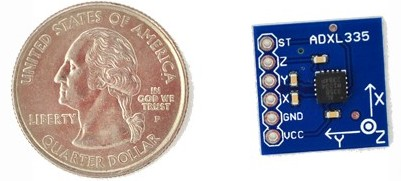 UNITED STATES OF AMERICA
LIBERTY
IN
GOD WE
TRUST
P
QUARTER DOLLAR
ST
ADXL335
Z
Y
X
GND
VCC
X
Y
Z